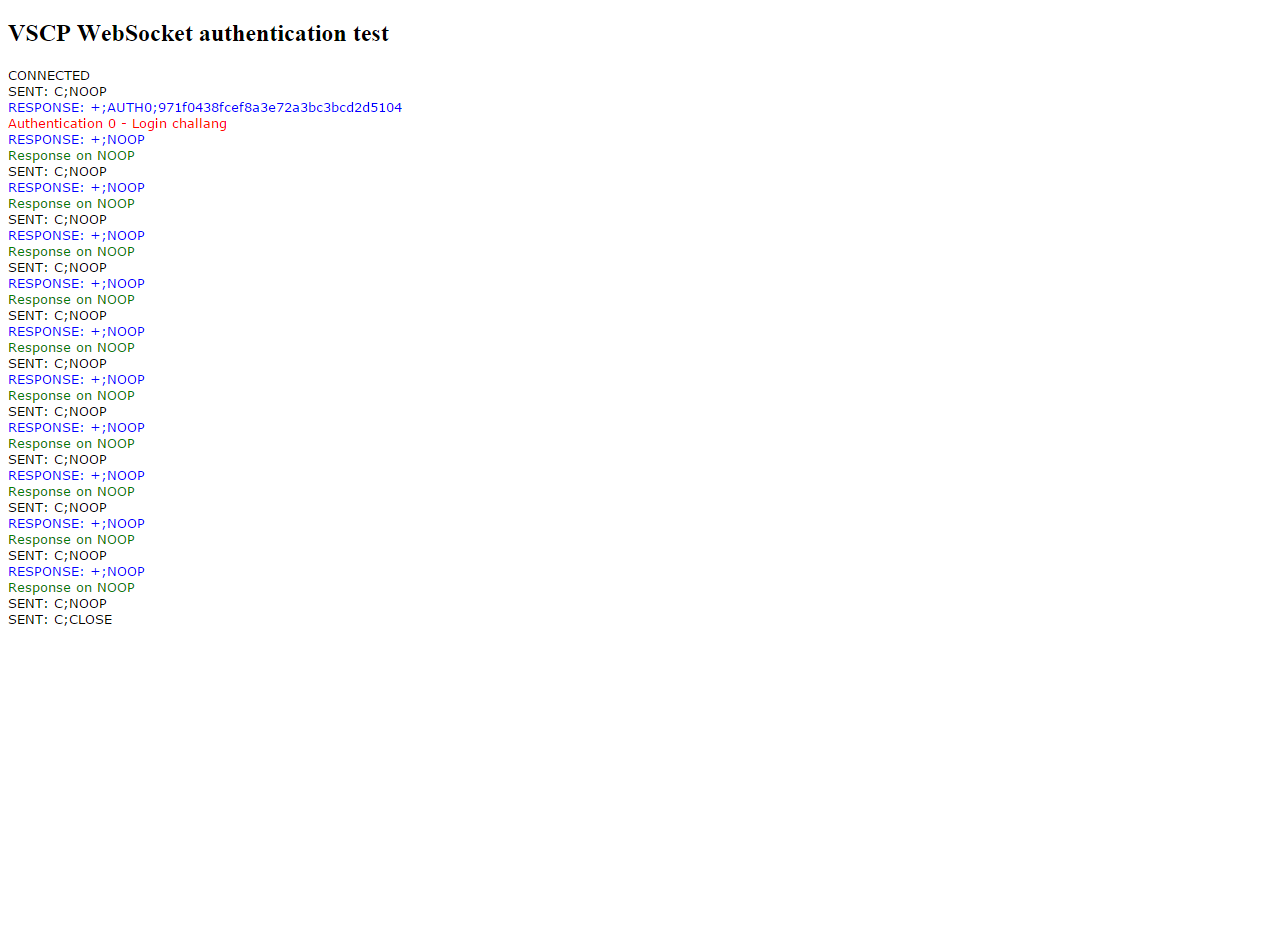 VSCP WebSocket authentication test
CONNECTED
SENT: C;NOOP
RESPONSE: +;AUTH0;971f0438fcef8a3e72a3bc3bcd2d5104
Authentication 0 - Login challang
RESPONSE: +;NOOP
Response on NOOP
SENT: C;NOOP
RESPONSE: +;NOOP
Response on NOOP
SENT: C;NOOP
RESPONSE: +;NOOP
Response on NOOP
SENT: C;NOOP
RESPONSE: +;NOOP
Response on NOOP
SENT: C;NOOP
RESPONSE: +;NOOP
Response on NOOP
SENT: C;NOOP
RESPONSE: +;NOOP
Response on NOOP
SENT: C;NOOP
RESPONSE: +;NOOP
Response on NOOP
SENT: C;NOOP
RESPONSE: +;NOOP
Response on NOOP
SENT: C;NOOP
RESPONSE: +;NOOP
Response on NOOP
SENT: C;NOOP
RESPONSE: +;NOOP
Response on NOOP
SENT: C;NOOP
SENT: C;CLOSE